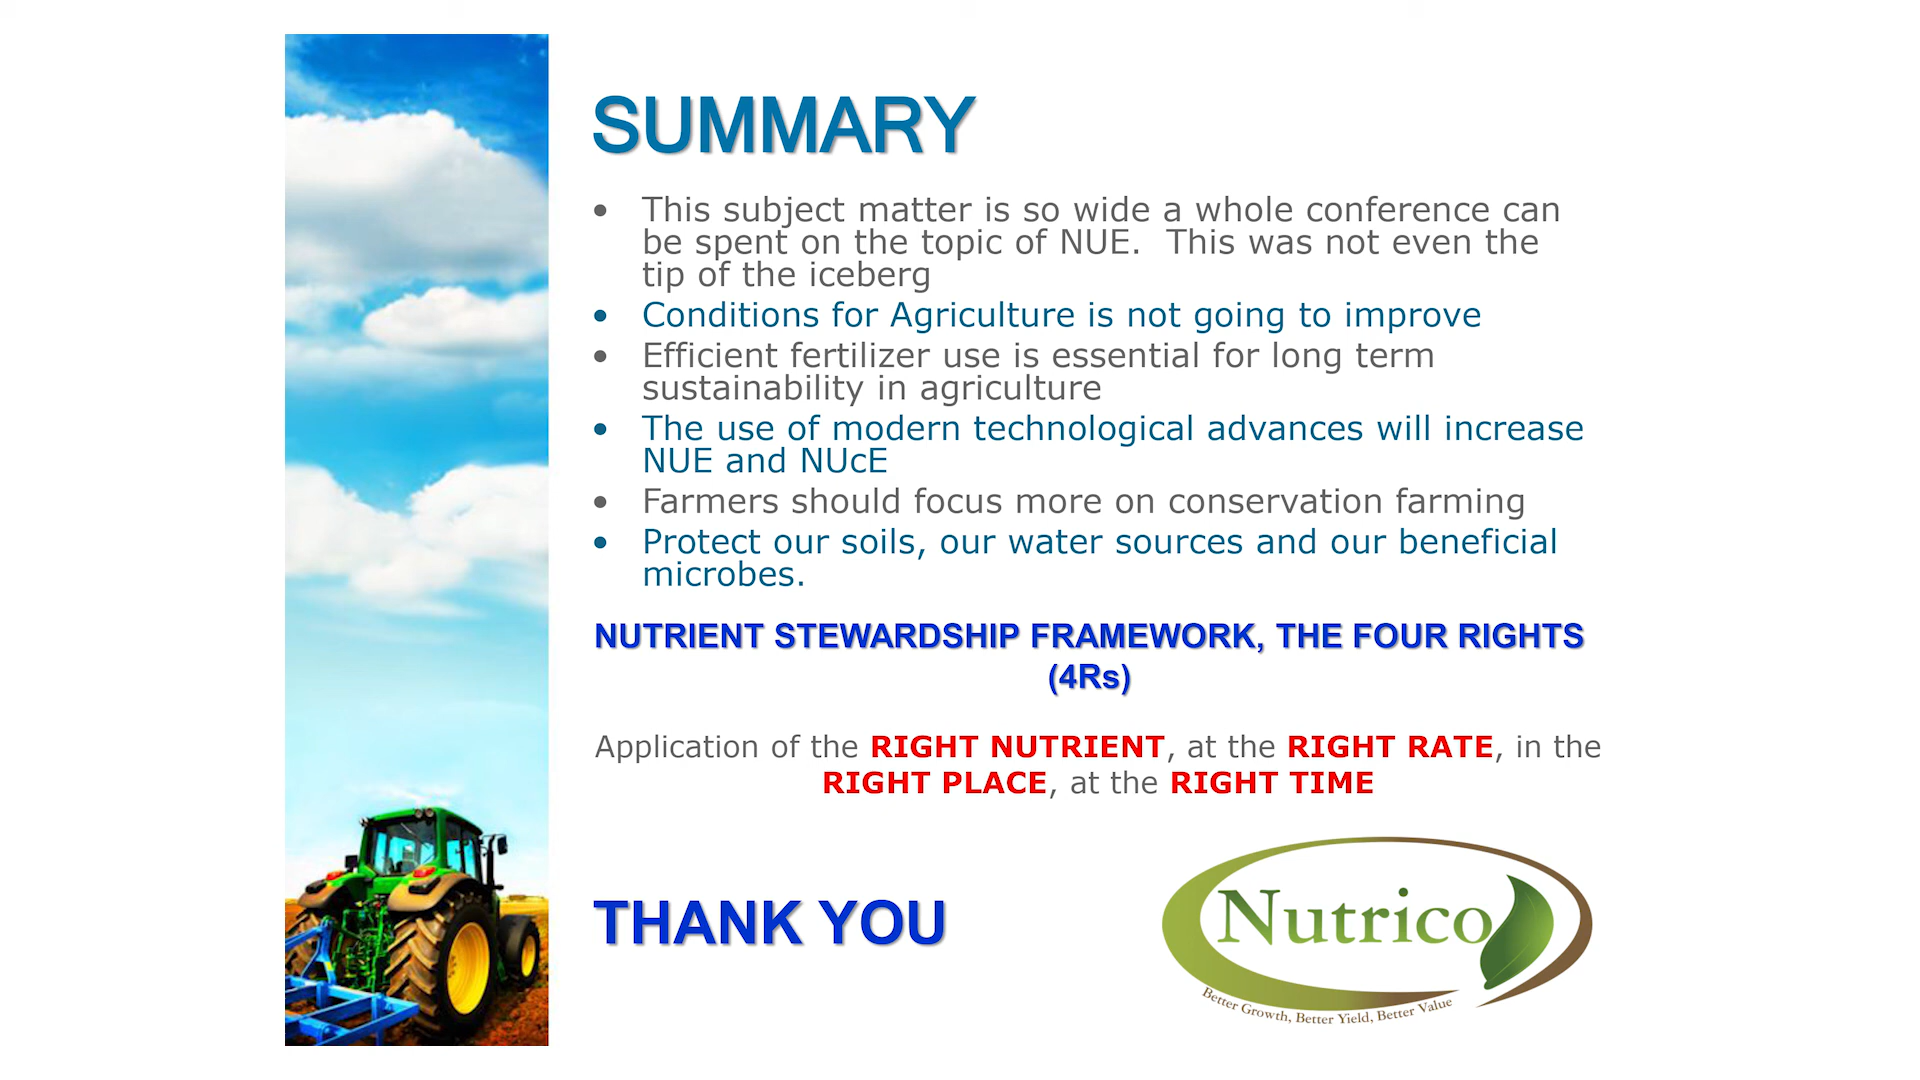 SUMMARY
• This subject matter is so wide a whole conference can
be spent on the topic of NUE.  This was not even the
tip of the iceberg
• Conditions for Agriculture is not going to improve
• Efficient fertilizer use is essential for long term
sustainability in agriculture
• The use of modern technological advances will increase
NUE and NUcE
• Farmers should focus more on conservation farming
• Protect our soils, our water sources and our beneficial
microbes.
NUTRIENT STEWARDSHIP FRAMEWORK, THE FOUR RIGHTS
(4Rs)
Application of the RIGHT NUTRIENT, at the RIGHT RATE, in the
RIGHT PLACE, at the RIGHT TIME
THANK YOU
Nutrico
Better Growth, Better Yield, Better Value